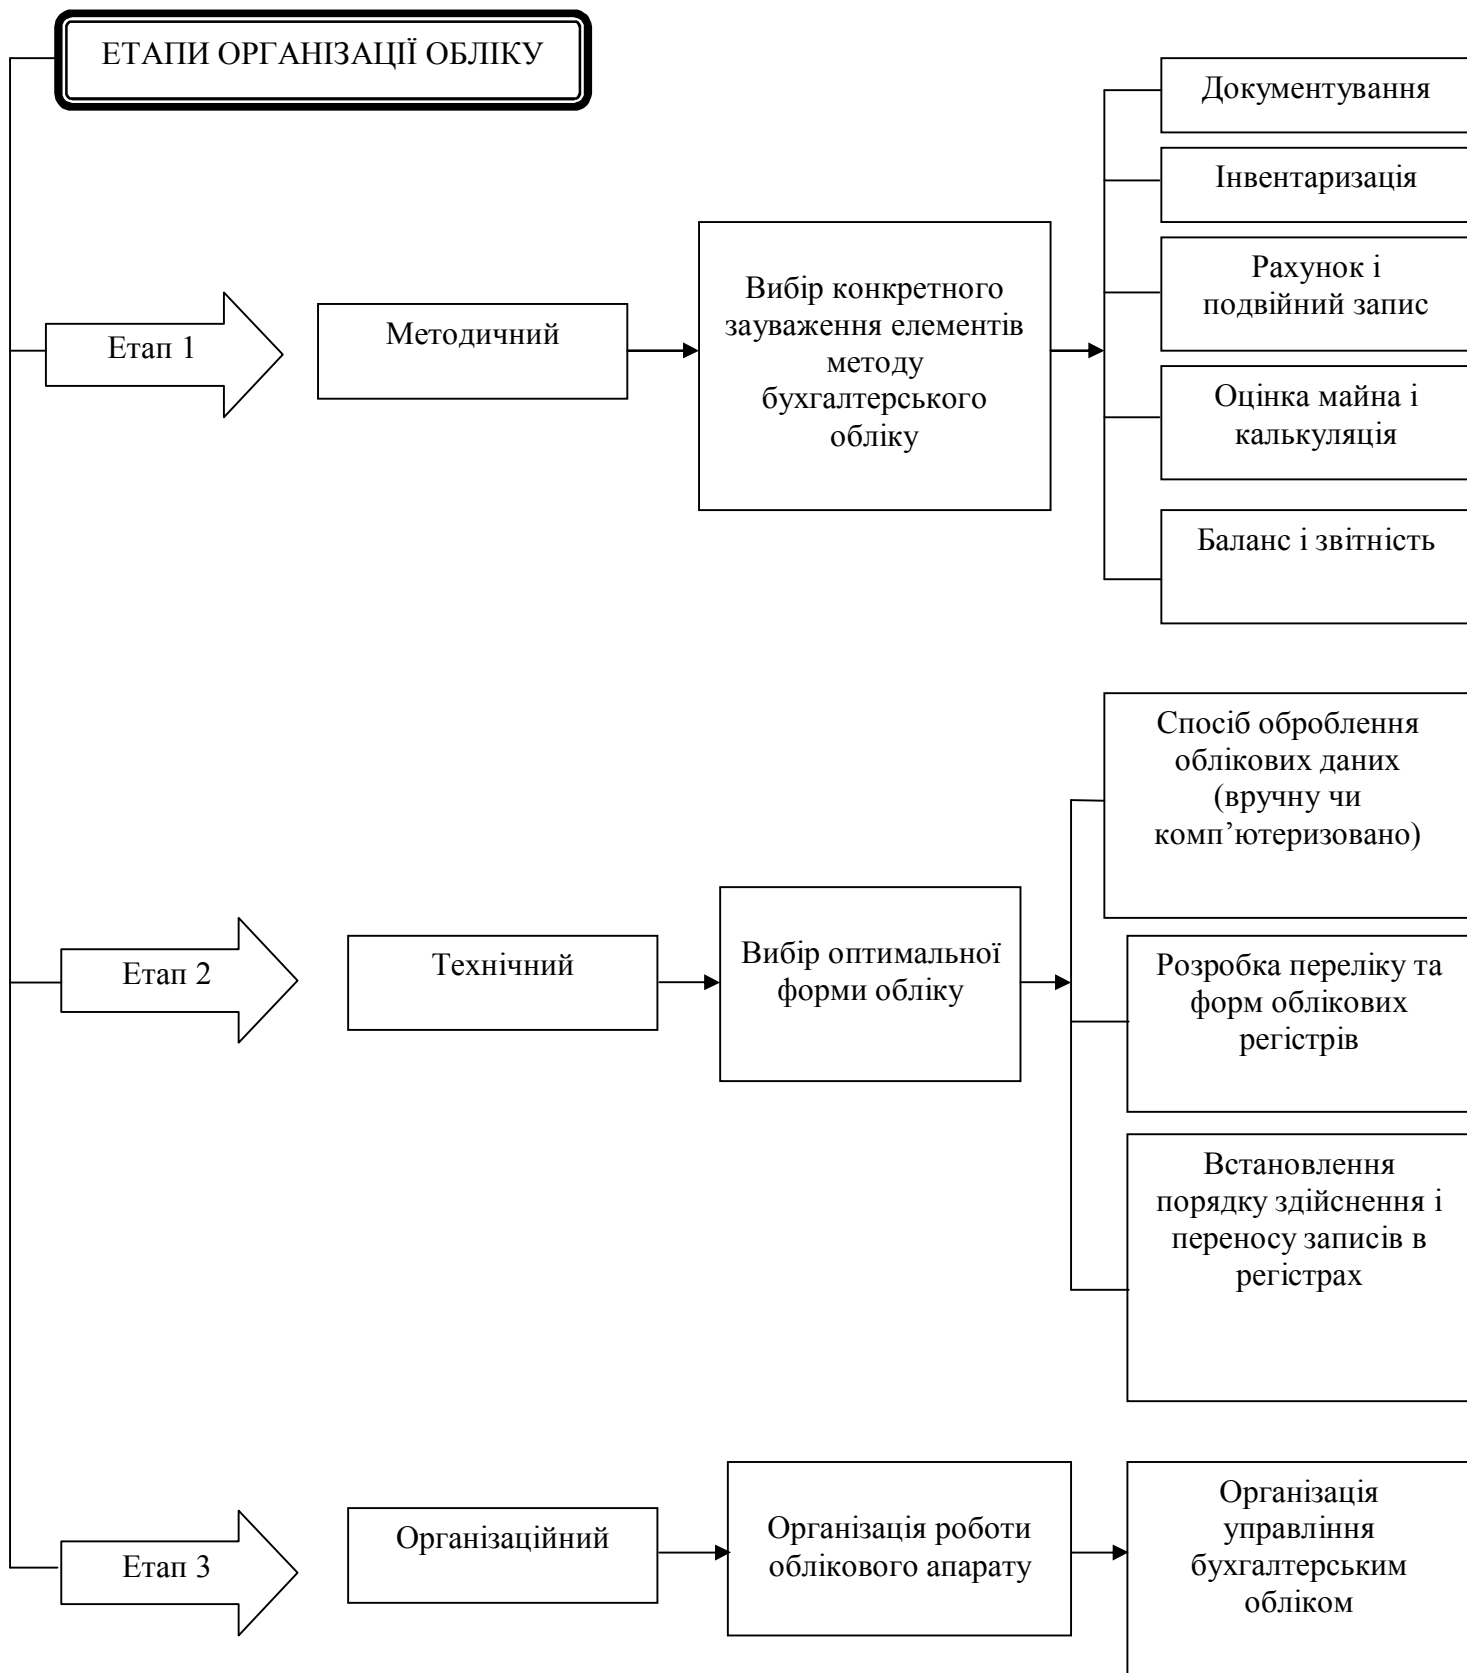 ЕТАПИ ОРГАНІЗАЦІЇ ОБЛІКУ
Етап 1
Методичний
Вибір конкретного
зауваження елементів
методу
бухгалтерського
обліку
Документування
Інвентаризація
Рахунок і
подвійний запис
Оцінка майна і
калькуляція
Баланс і звітність
Етап 2
Технічний
Вибір оптимальної
форми обліку
Спосіб оброблення
облікових даних
(вручну чи
комп’ютеризовано)
Розробка переліку та
форм облікових
регістрів
Встановлення
порядку здійснення і
переносу записів в
регістрах
Етап 3
Організаційний
Організація роботи
облікового апарату
Організація
управління
бухгалтерським
обліком